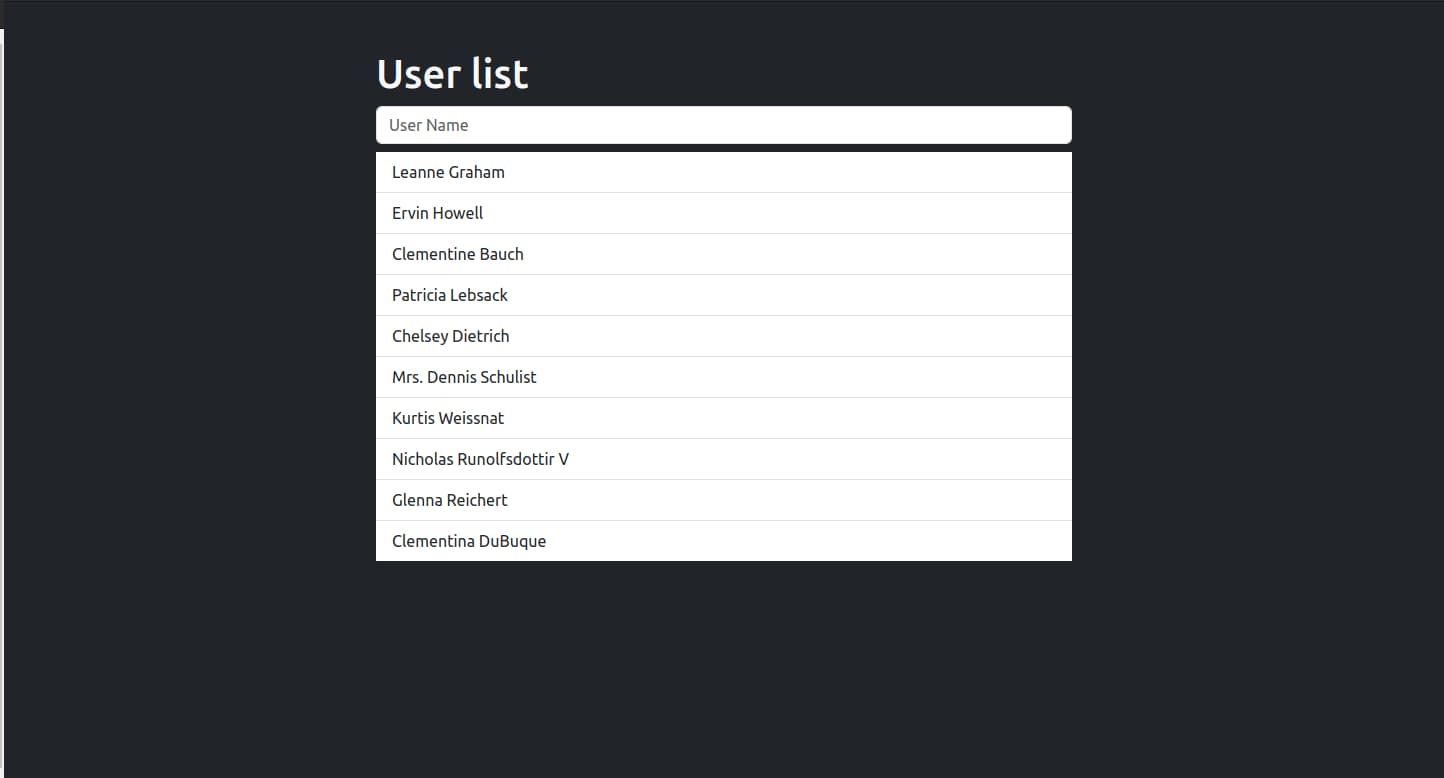 User list
User Name
Leanne Graham
Ervin Howell
Clementine Bauch
Patricia Lebsack
Chelsey Dietrich
Mrs. Dennis Schulist
Kurtis Weissnat
Nicholas Runolfsdottir V
Glenna Reichert
Clementina DuBuque